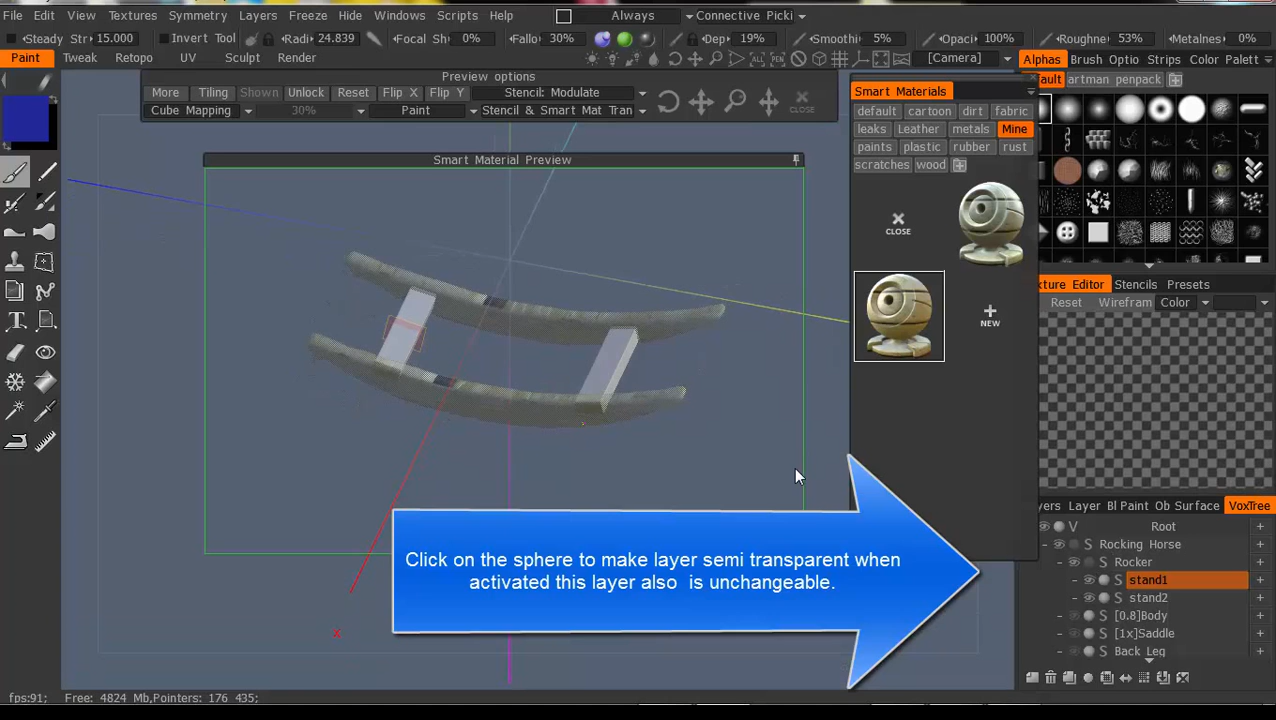 File Edit View Textures Symmetry Layers Freeze Hide Windows Scripts Help Always Connective Picki
Steady Str 15.000 Invert Tool Radi 24.839 Focal Sh 0% Fallo 30% Dep 19% Smoothi 5% Opaci 100% Roughne 53% Metalnes 0%
Paint Tweak Retopo UV Sculpt Render [Camera] Alphas Brush Optio Strips Color Palett
Preview options
fault artman penpack
More Tiling Shown Unlock Reset Flip X Flip Y Stencil: Modulate
Cube Mapping 30% Paint Stencil & Smart Mat Tran CLOSE
Smart Materials
default cartoon dirt fabric
leaks Leather metals Mine
paints plastic rubber rust
scratches wood
Smart Material Preview
CLOSE
NEW
xture Editor Stencils Presets
Reset Wirefram Color
Click on the sphere to make layer semi transparent when
activated this layer also is unchangeable.
yers Layer Bl Paint Ob Surface VoxTree
V Root +
Rocking Horse +
S Rocker +
S stand1 +
S stand2 +
S [0.8]Body +
S [1x]Saddle +
S Back Leg +
x
fps:91; Free: 4824 Mb,Pointers: 176 435;